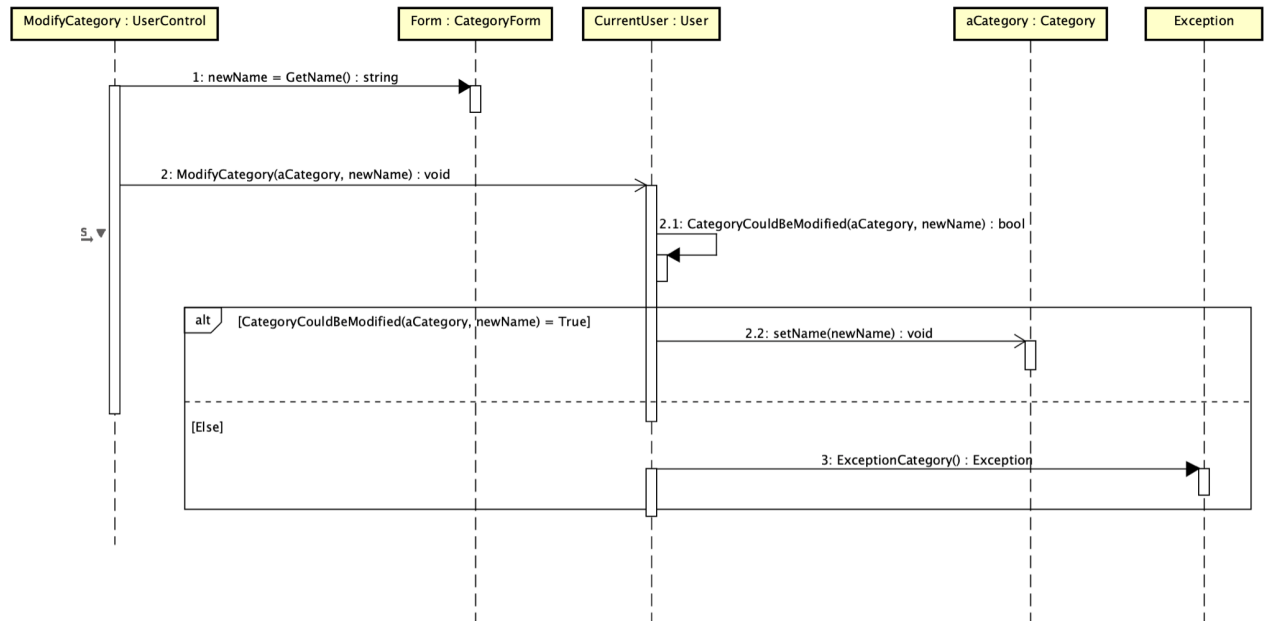 ModifyCategory : UserControl
Form : CategoryForm
CurrentUser : User
aCategory : Category
Exception
1: newName = GetName() : string
2: ModifyCategory(aCategory, newName) : void
2.1: CategoryCouldBeModified(aCategory, newName) : bool
S
alt
[CategoryCouldBeModified(aCategory, newName) = True]
2.2: setName(newName) : void
[Else]
3: ExceptionCategory() : Exception